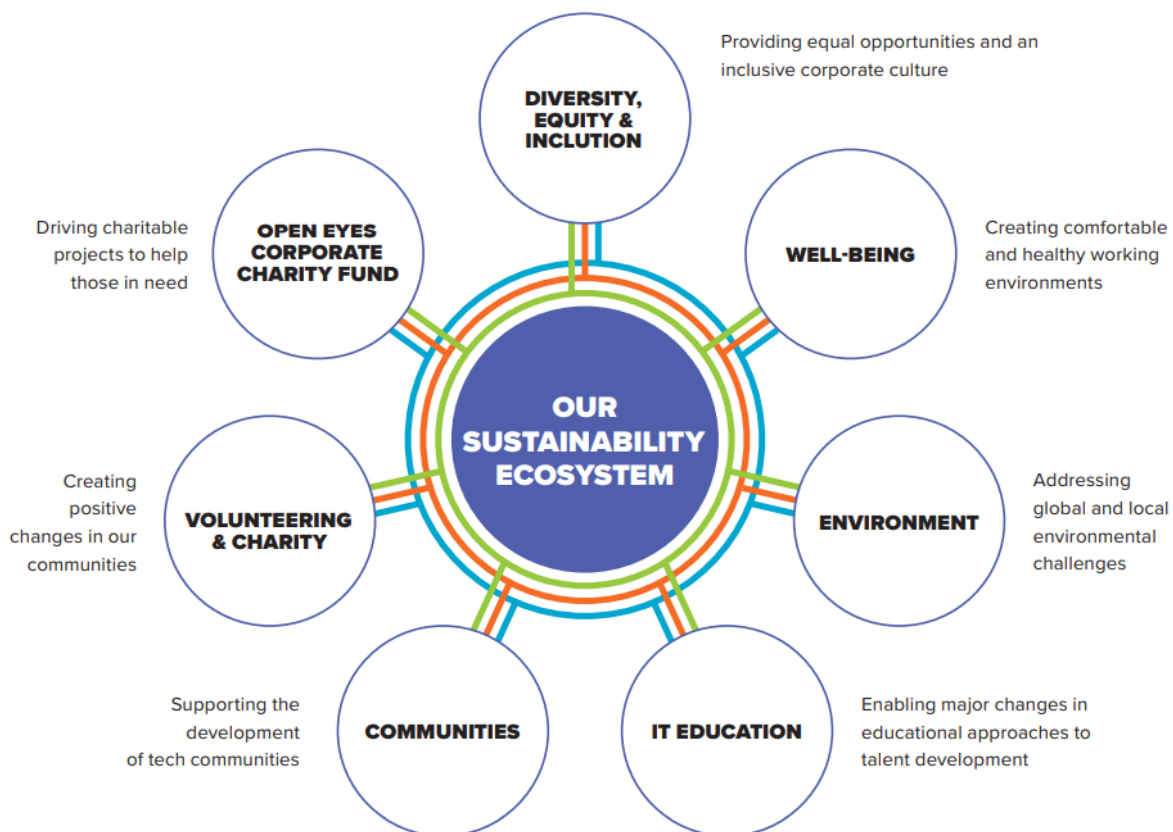 DIVERSITY,
EQUITY &
INCLUTION
Providing equal opportunities and an
inclusive corporate culture
WELL-BEING
Creating comfortable
and healthy working
environments
ENVIRONMENT
Addressing
global and local
environmental
challenges
IT EDUCATION
Enabling major changes in
educational approaches to
talent development
COMMUNITIES
Supporting the
development
of tech communities
VOLUNTEERING
& CHARITY
Creating
positive
changes in our
communities
OPEN EYES
CORPORATE
CHARITY FUND
Driving charitable
projects to help
those in need
OUR
SUSTAINABILITY
ECOSYSTEM